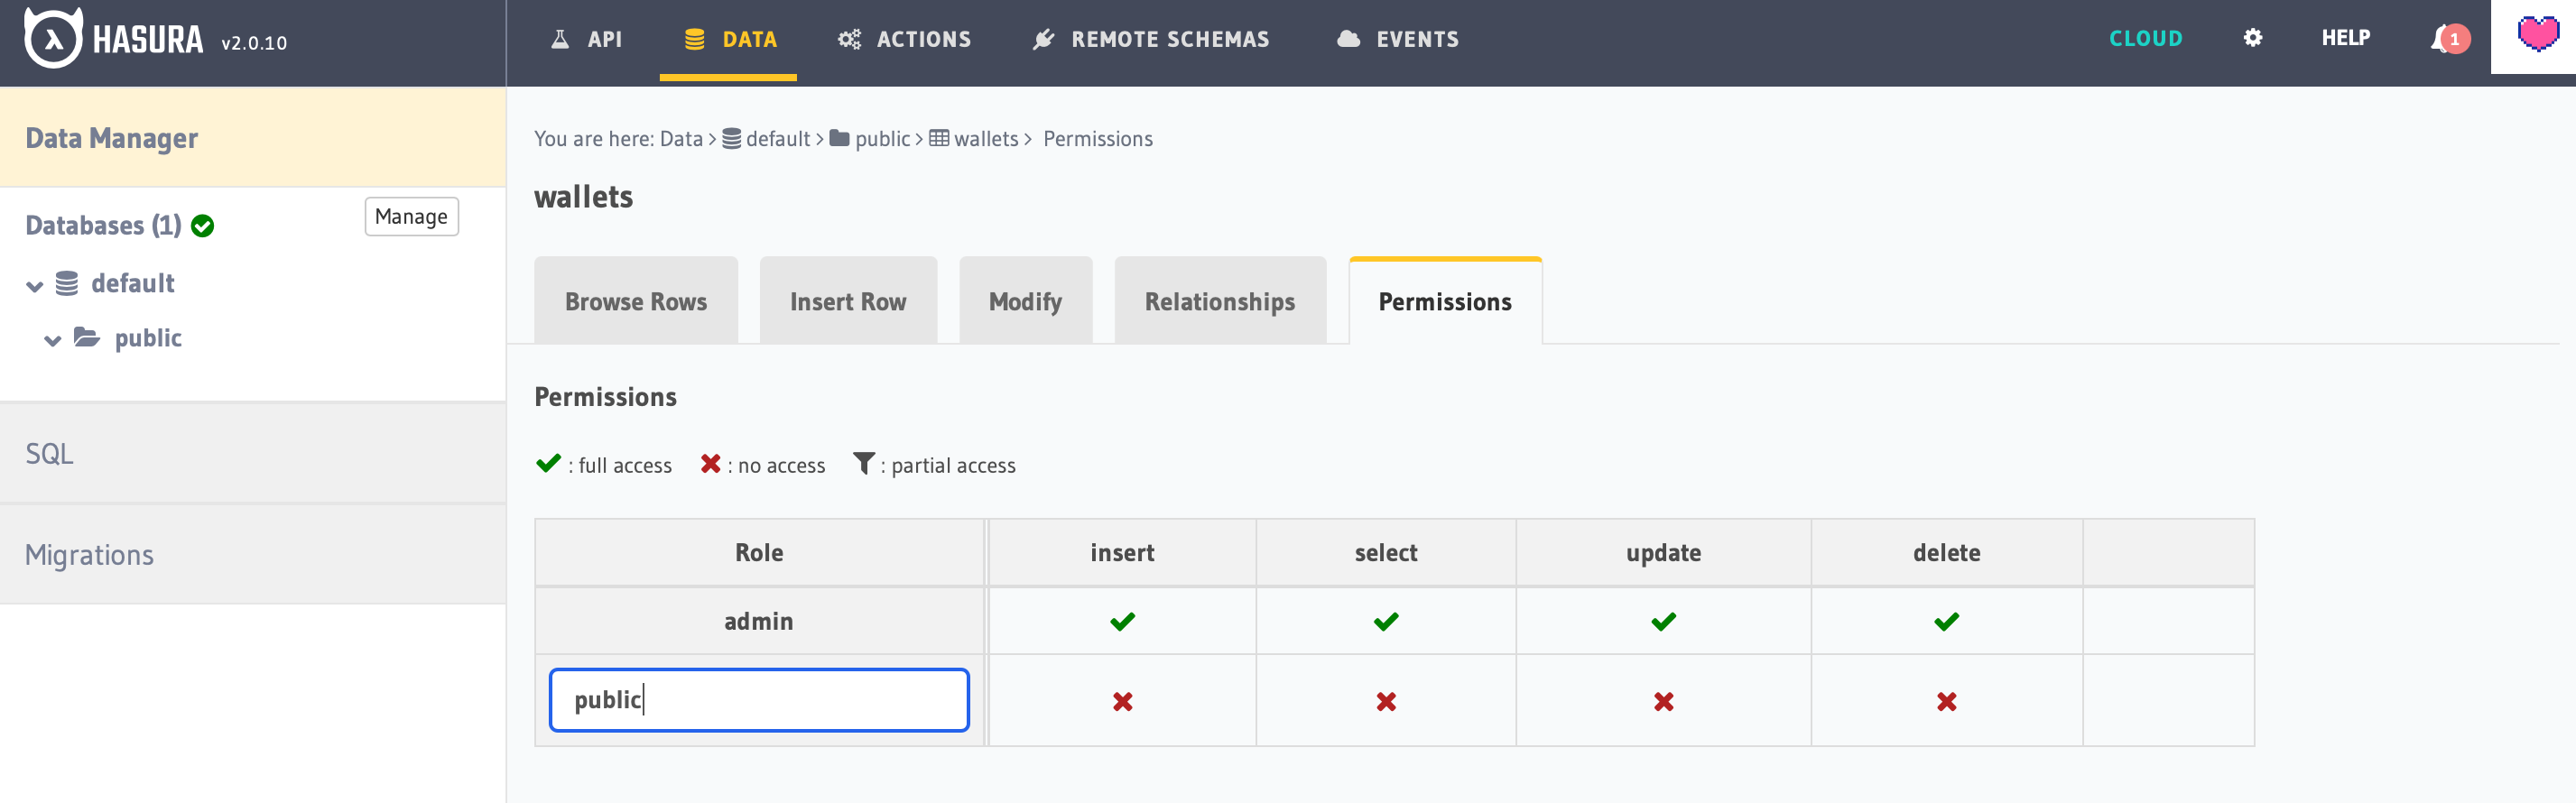 HASURA v2.0.10
API DATA ACTIONS REMOTE SCHEMAS EVENTS CLOUD HELP 1
Data Manager
Databases (1) Manage
default
public
SQL
Migrations
You are here: Data > default > public > wallets > Permissions
wallets
Browse Rows Insert Row Modify Relationships Permissions
Permissions
: full access : no access : partial access
Role insert select update delete
admin
public